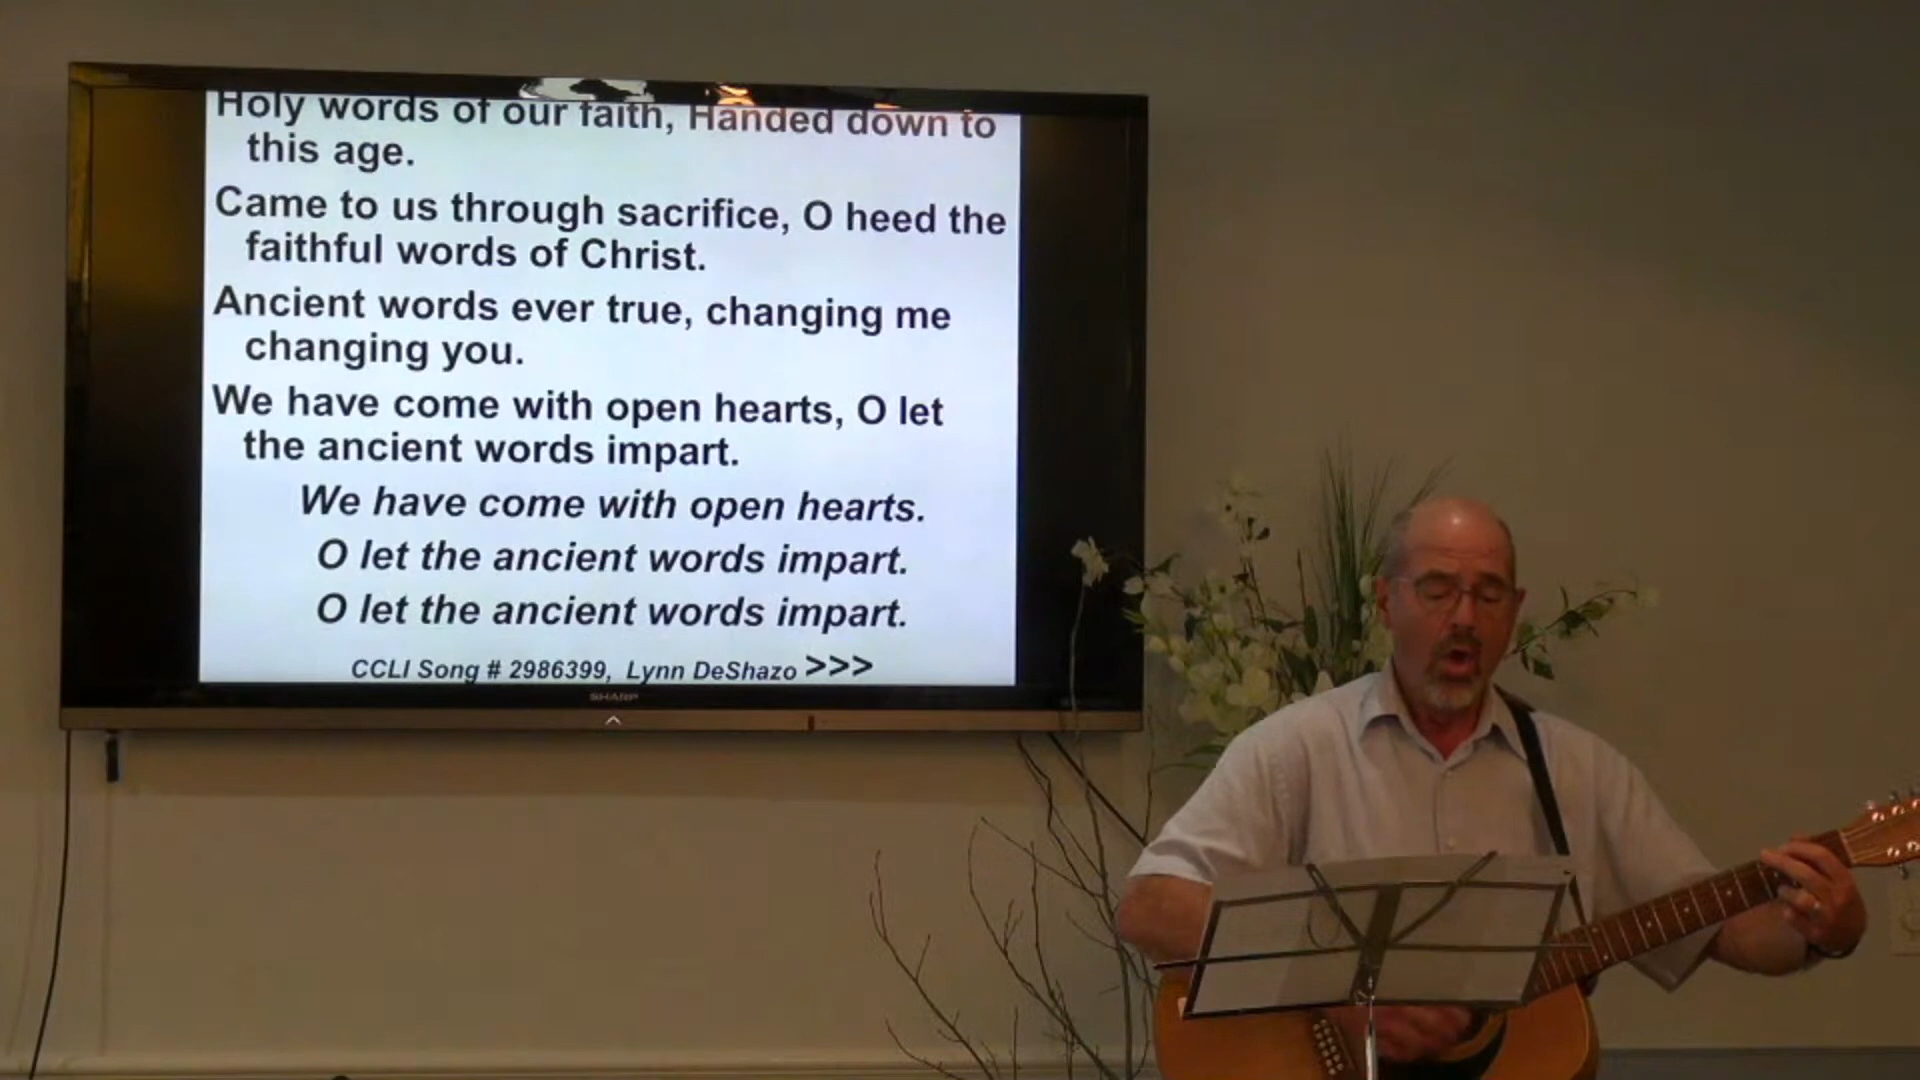 Holy words of our faith, Handed down to
this age.
Came to us through sacrifice, O heed the
faithful words of Christ.
Ancient words ever true, changing me
changing you.
We have come with open hearts, O let
the ancient words impart.
We have come with open hearts.
O let the ancient words impart.
O let the ancient words impart.
CCLI Song # 2986399, Lynn DeShazo >>>
SHARP